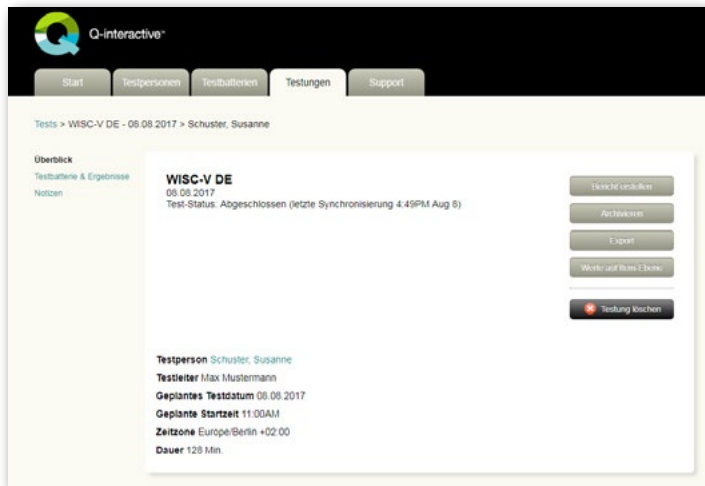 Q-interactive
Start Testpersonen Testbatterien Testungen Support
Tests > WISC-V DE - 08.08.2017 > Schuster, Susanne
Überblick
Testbatterie & Ergebnisse
Notizen
WISC-V DE
08.08.2017
Test-Status: Abgeschlossen (letzte Synchronisierung 4:49PM Aug 8)
Bericht erstellen
Archivieren
Export
Werte auf Item-Ebene
Testung löschen
Testperson Schuster, Susanne
Testleiter Max Mustermann
Geplantes Testdatum 08.08.2017
Geplante Startzeit 11:00AM
Zeitzone Europe/Berlin +02:00
Dauer 128 Min.